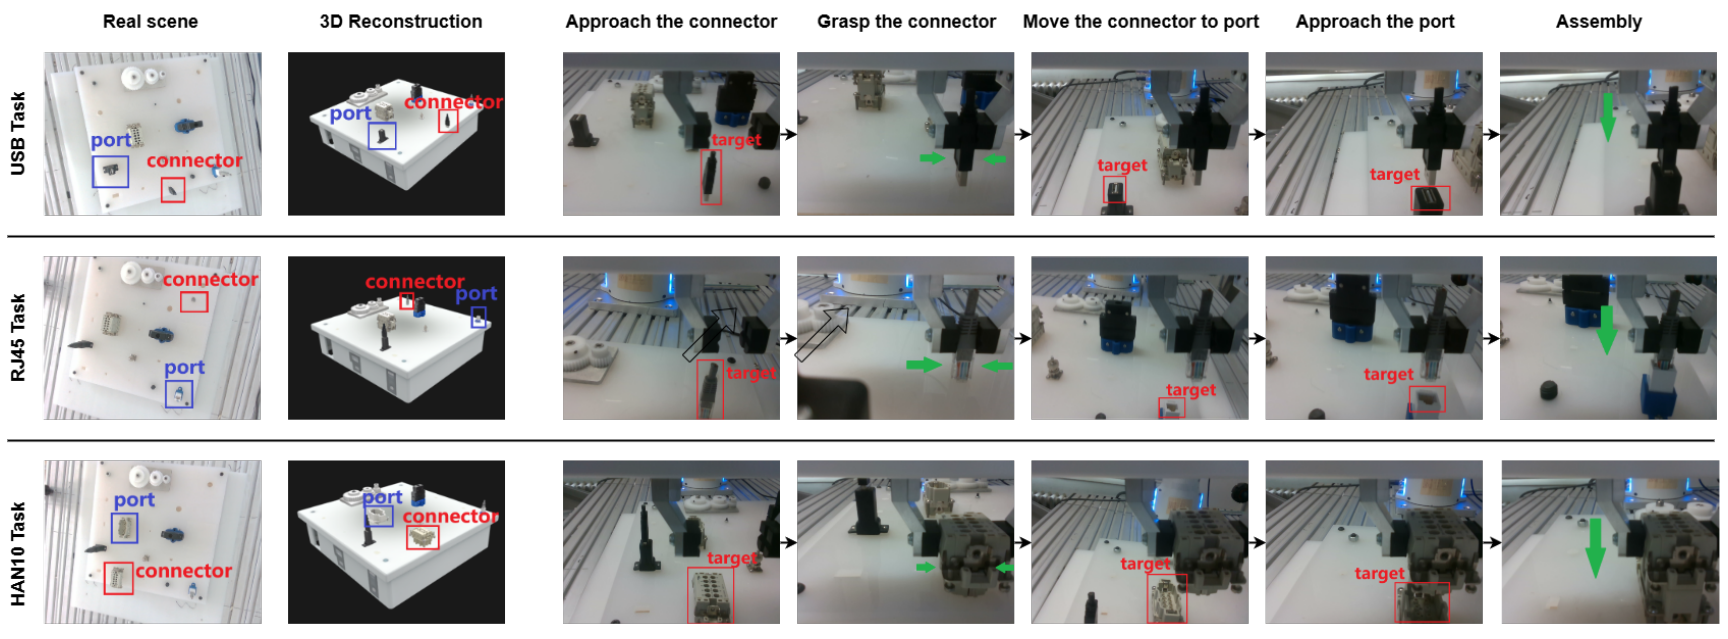 Real scene
3D Reconstruction
Approach the connector
Grasp the connector
Move the connector to port
Approach the port
Assembly
USB Task
port
connector
port
connector
target
target
target
RJ45 Task
connector
port
connector
port
target
target
target
HAN10 Task
port
connector
port
connector
target
target
target